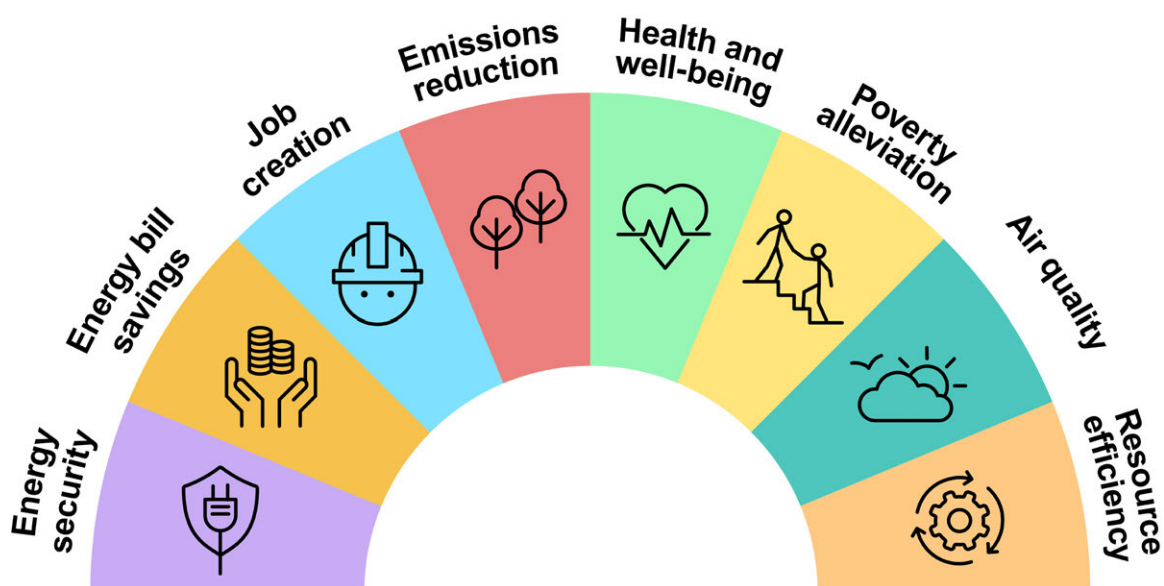 Energy
security
Energy bill
savings
Job
creation
Emissions
reduction
Health and
well-being
Poverty
alleviation
Air quality
Resource
efficiency